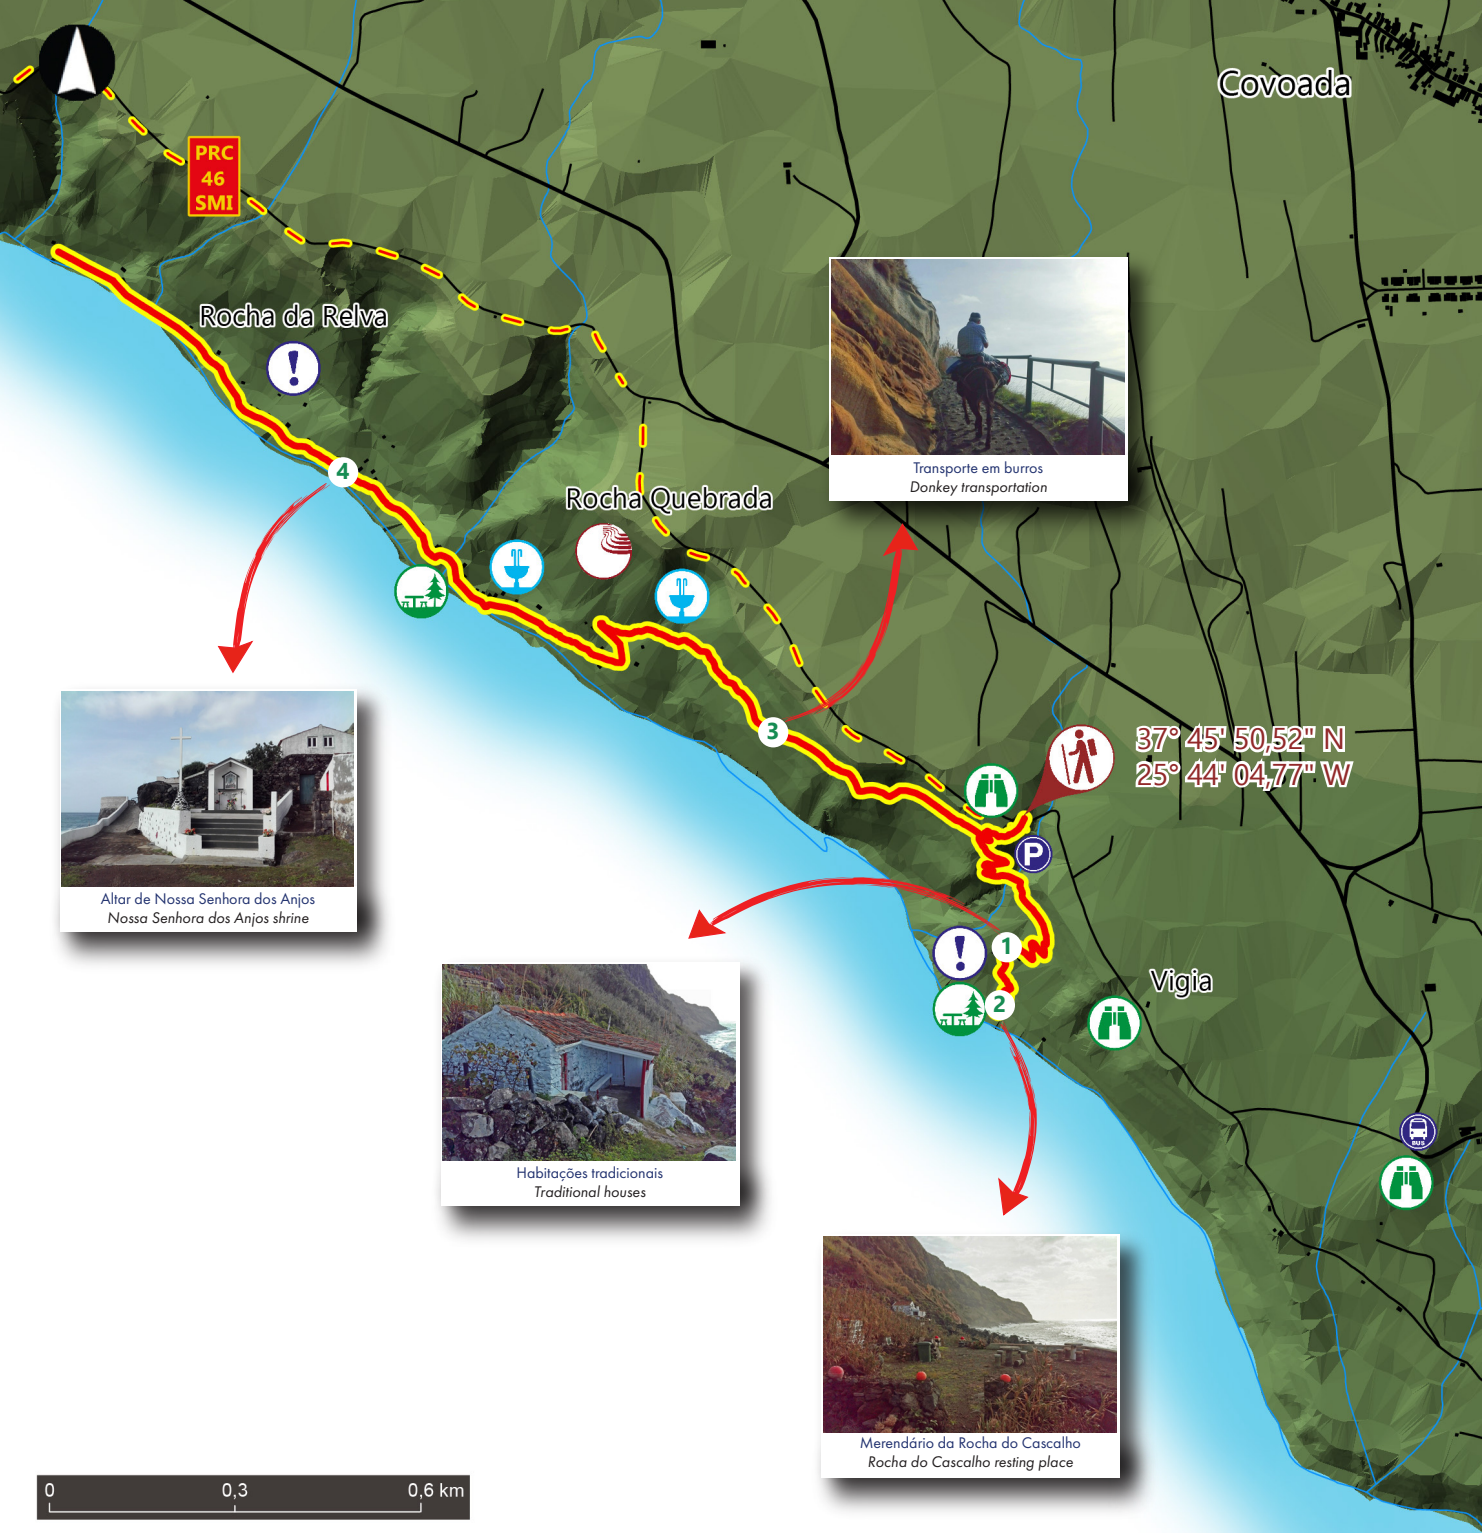 Covoada
PRC
46
SMI
Rocha da Relva
4
Transporte em burros
Donkey transportation
Rocha Quebrada
3
37° 45' 50,52" N
25° 44' 04,77" W
P
Altar de Nossa Senhora dos Anjos
Nossa Senhora dos Anjos shrine
1
2
Vigia
BUS
Habitações tradicionais
Traditional houses
Merendário da Rocha do Cascalho
Rocha do Cascalho resting place
0 0,3 0,6 km